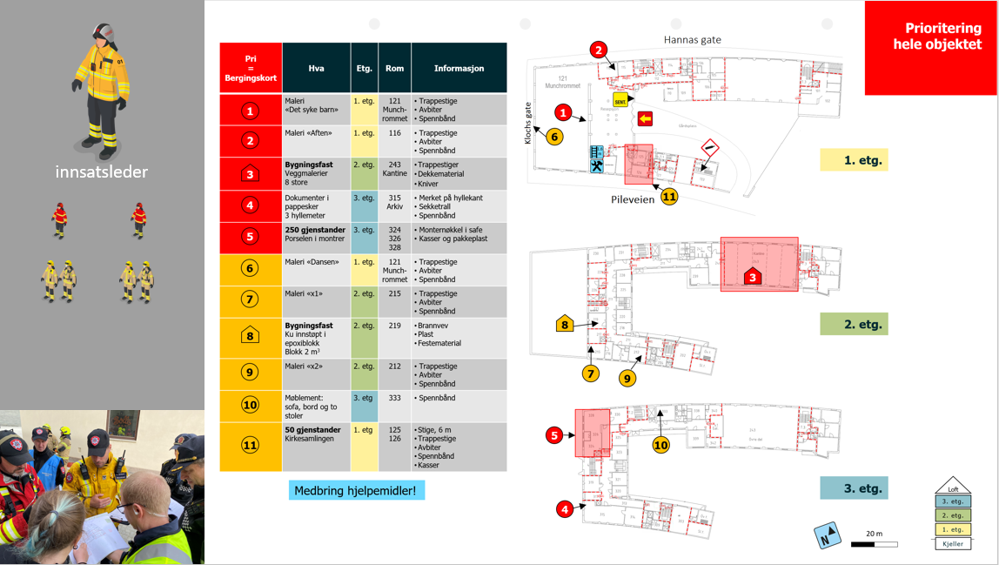 01
innsatsleder
Prioritering
hele objektet
Pri
=
Bergingskort
Hva
Etg.
Rom
Informasjon
1
Maleri
«Det syke barn»
1. etg.
121
Munch-
rommet
• Trappestige
• Avbiter
• Spennbånd
2
Maleri «Aften»
1. etg.
116
• Trappestige
• Avbiter
• Spennbånd
3
Bygningsfast
Veggmalerier
8 store
2. etg.
243
Kantine
• Trappestiger
• Dekkematerial
• Kniver
4
Dokumenter i
pappesker
3 hyllemeter
3. etg.
315
Arkiv
• Merket på hyllekant
• Sekketrall
• Spennbånd
5
250 gjenstander
Porselen i montrer
3. etg.
324
326
328
• Monternøkkel i safe
• Kasser og pakkeplast
6
Maleri «Dansen»
1. etg.
121
Munch-
rommet
• Trappestige
• Avbiter
• Spennbånd
7
Maleri «x1»
2. etg.
215
• Trappestige
• Avbiter
• Spennbånd
8
Bygningsfast
Ku innstøpt i
epoxiblokk
Blokk 2 m³
2. etg.
219
• Brannvev
• Plast
• Festematerial
9
Maleri «x2»
2. etg.
212
• Trappestige
• Avbiter
• Spennbånd
10
Møblement:
sofa, bord og to
stoler
3. etg
333
• Spennbånd
11
50 gjenstander
Kirkesamlingen
1. etg
125
126
• Stige, 6 m
• Trappestige
• Avbiter
• Spennbånd
• Kasser
Medbring hjelpemidler!
Hannas gate
2
121
Munchrommet
SENT.
1
Klochs gate
6
11
Pileveien
1. etg.
3
8
7
9
2. etg.
5
10
4
3. etg.
N
20 m
Loft
3. etg.
2. etg.
1. etg.
Kjeller